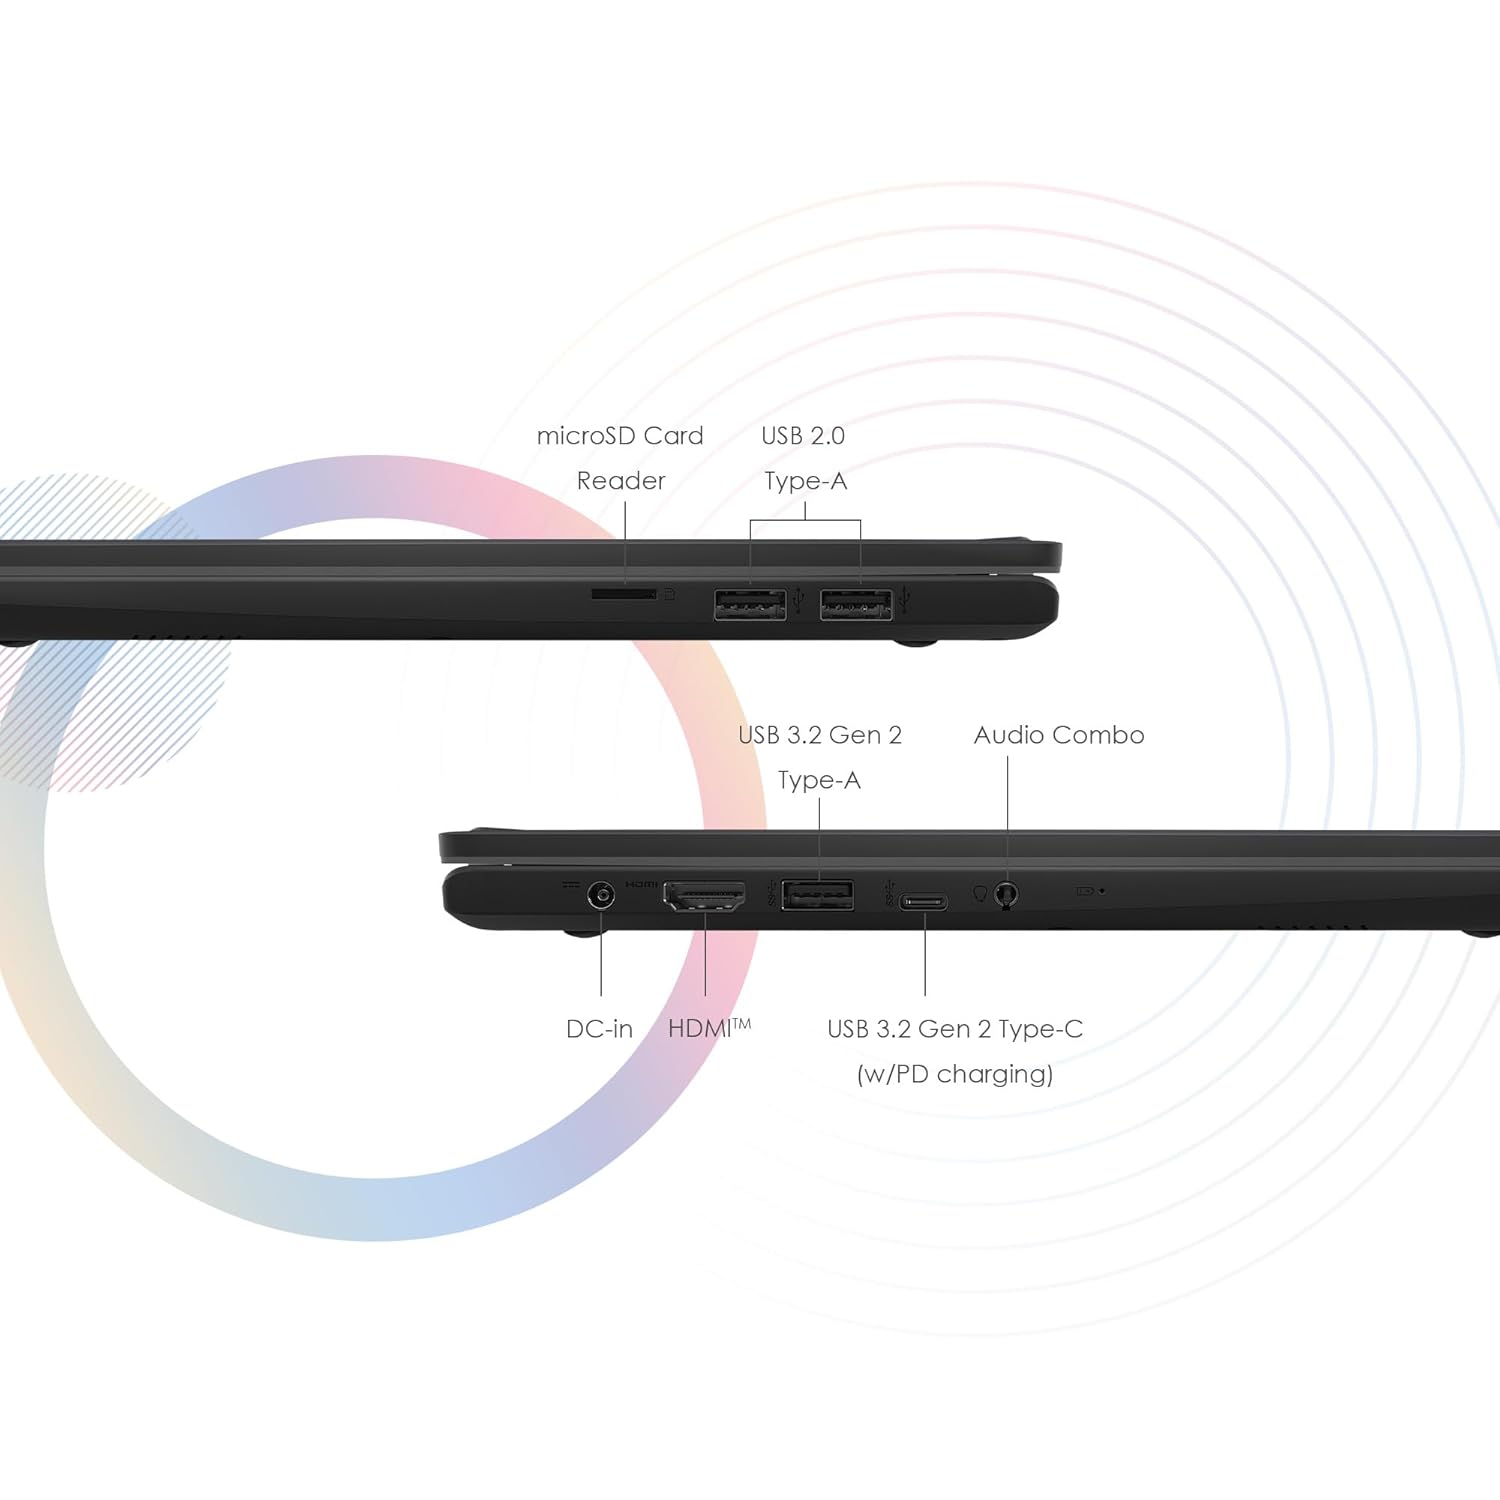 microSD Card
Reader
USB 2.0
Type-A
USB 3.2 Gen 2
Type-A
Audio Combo
HDMI
DC-in
HDMI™
USB 3.2 Gen 2 Type-C
(w/PD charging)